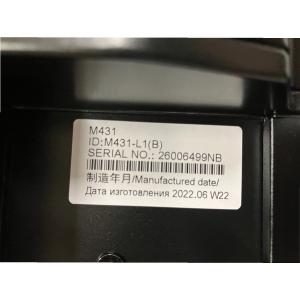 M431
ID:M431-L1(B)
SERIAL NO.: 26006499NB
制造年月/Manufactured date/
Дата изготовления 2022.06 W22